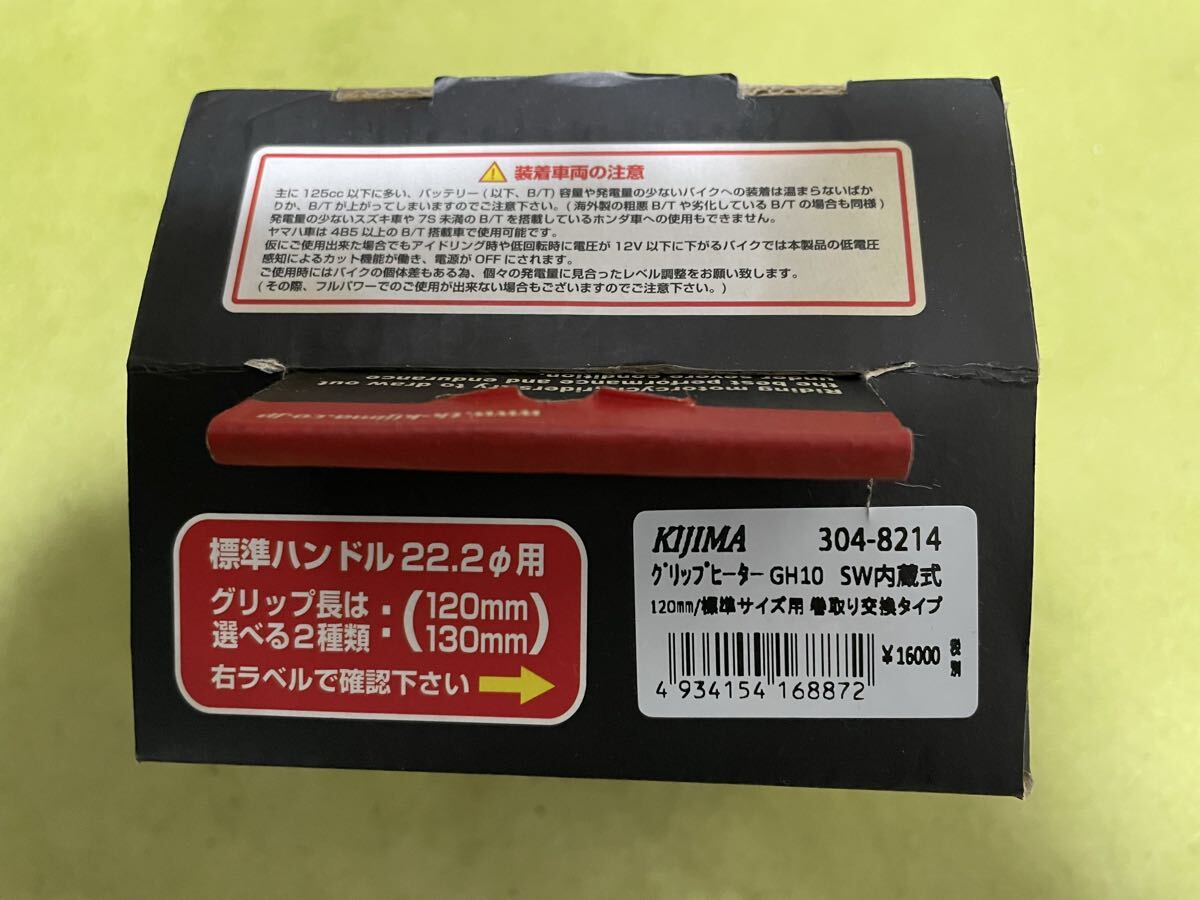 ⚠ 装着車両の注意
主に125cc以下に多い、バッテリー(以下、B/T)容量や発電量の少ないバイクへの装着は温まらないばか
りか、B/Tが上がってしまいますのでご注意下さい。(海外製の粗悪B/Tや劣化しているB/Tの場合も同様)
発電量の少ないスズキ車や7S未満のB/Tを搭載しているホンダ車への使用もできません。
ヤマハ車は4B5以上のB/T搭載車で使用可能です。
仮にご使用出来た場合でもアイドリング時や低回転時に電圧が12V以下に下がるバイクでは本製品の低電圧
感知によるカット機能が働き、電源がOFFにされます。
ご使用時にはバイクの個体差もある為、個々の発電量に見合ったレベル調整をお願い致します。
(その際、フルパワーでのご使用が出来ない場合もございますのでご注意下さい。)
the best performance and endurance
www.tk-kijima.co.jp
標準ハンドル22.2φ用
グリップ長は
選べる2種類:(120mm
130mm)
右ラベルで確認下さい→
KIJIMA 304-8214
グリップヒーターGH10 SW内蔵式
120mm/標準サイズ用 巻取り交換タイプ
¥16000 税別
4 934154 168872